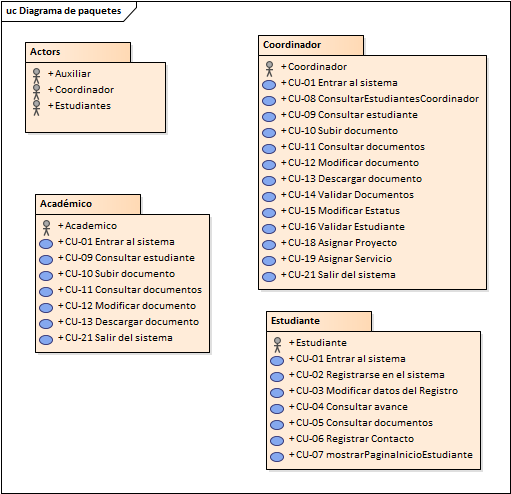 uc Diagrama de paquetes
Actors
+ Auxiliar
+ Coordinador
+ Estudiantes
Coordinador
+ Coordinador
+ CU-01 Entrar al sistema
+ CU-08 ConsultarEstudiantesCoordinador
+ CU-09 Consultar estudiante
+ CU-10 Subir documento
+ CU-11 Consultar documentos
+ CU-12 Modificar documento
+ CU-13 Descargar documento
+ CU-14 Validar Documentos
+ CU-15 Modificar Estatus
+ CU-16 Validar Estudiante
+ CU-18 Asignar Proyecto
+ CU-19 Asignar Servicio
+ CU-21 Salir del sistema
Académico
+ Academico
+ CU-01 Entrar al sistema
+ CU-09 Consultar estudiante
+ CU-10 Subir documento
+ CU-11 Consultar documentos
+ CU-12 Modificar documento
+ CU-13 Descargar documento
+ CU-21 Salir del sistema
Estudiante
+ Estudiante
+ CU-01 Entrar al sistema
+ CU-02 Registrarse en el sistema
+ CU-03 Modificar datos del Registro
+ CU-04 Consultar avance
+ CU-05 Consultar documentos
+ CU-06 Registrar Contacto
+ CU-07 mostrarPaginaInicioEstudiante